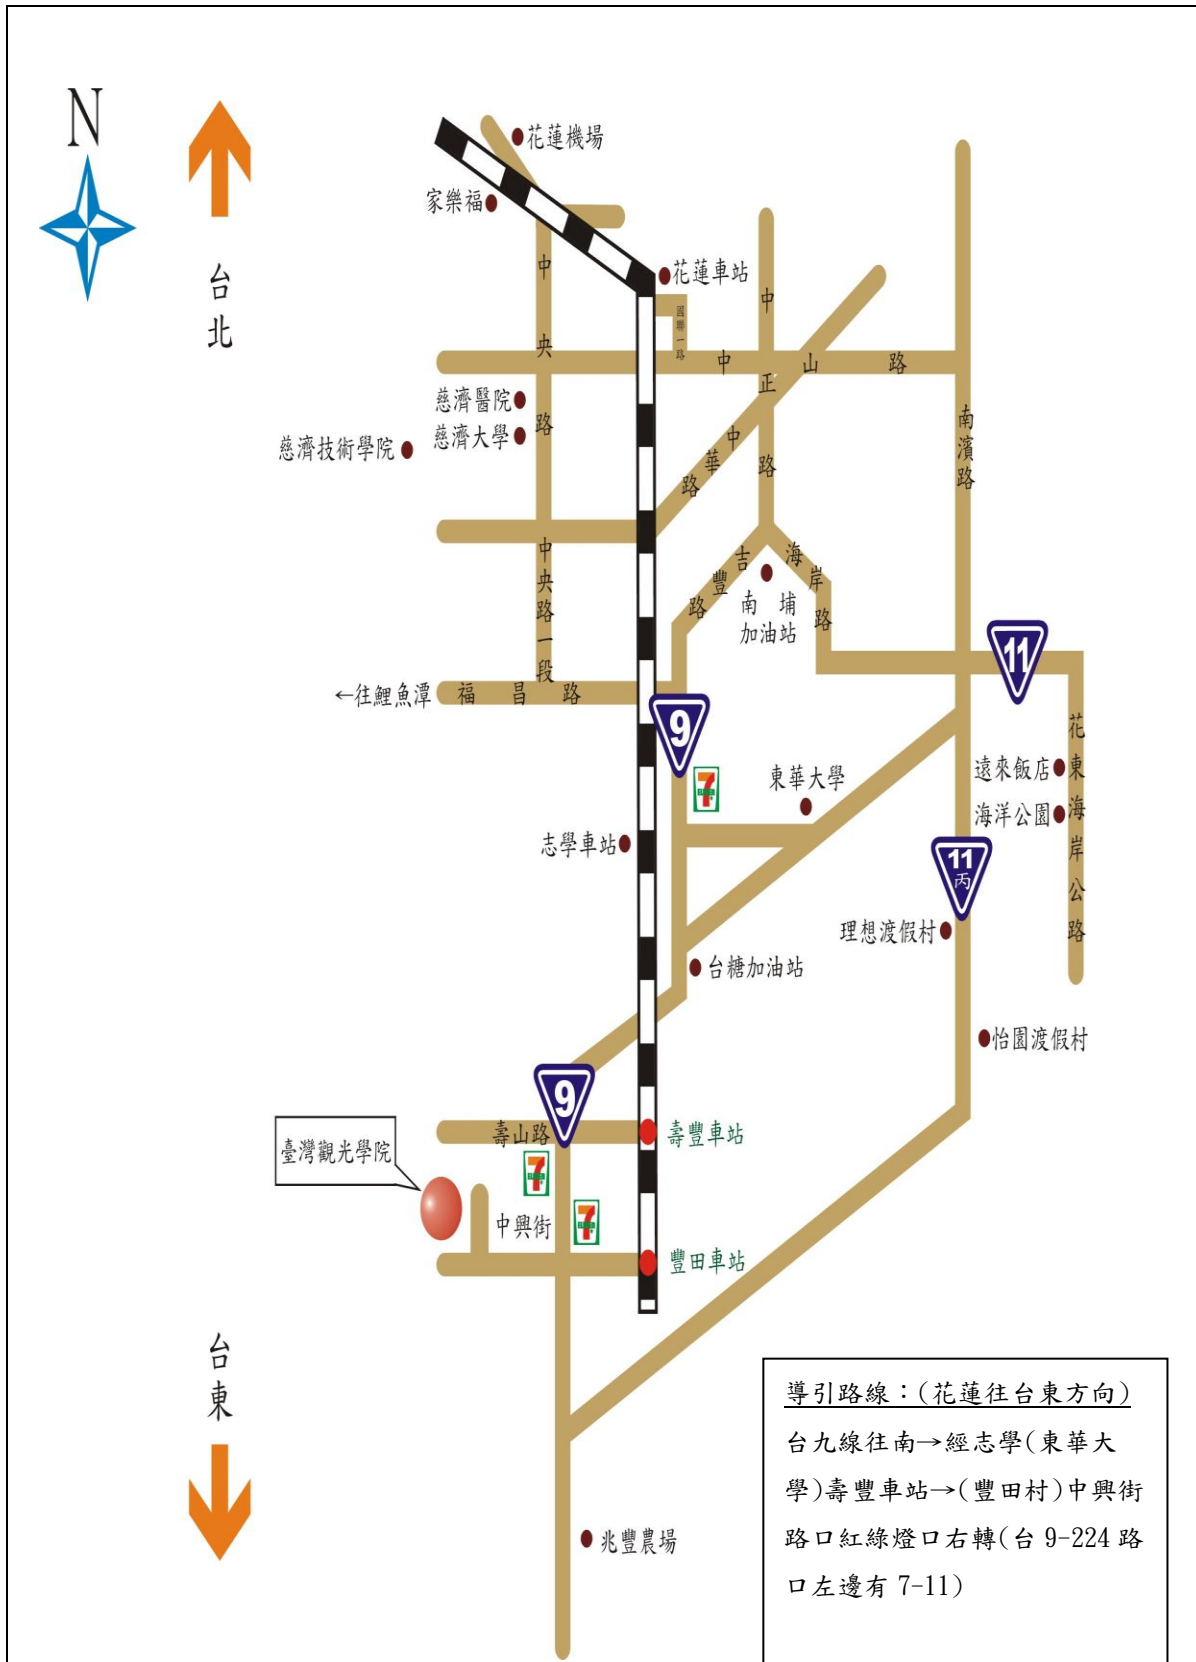 N
台北
花蓮機場
家樂福
花蓮車站
國聯一路
中央路
中山路
中正路
中華路
南濱路
慈濟醫院
慈濟大學
慈濟技術學院
中央路一段
吉豐路
海岸路
南埔
加油站
11
←往鯉魚潭
福昌路
9
7
ELEVEn
東華大學
花東海岸公路
遠來飯店
海洋公園
志學車站
11
丙
理想渡假村
台糖加油站
怡園渡假村
9
壽山路
壽豐車站
臺灣觀光學院
7
ELEVEn
中興街
7
ELEVEn
豐田車站
台東
兆豐農場
導引路線：(花蓮往台東方向)
台九線往南→經志學(東華大
學)壽豐車站→(豐田村)中興街
路口紅綠燈口右轉(台 9-224 路
口左邊有 7-11)